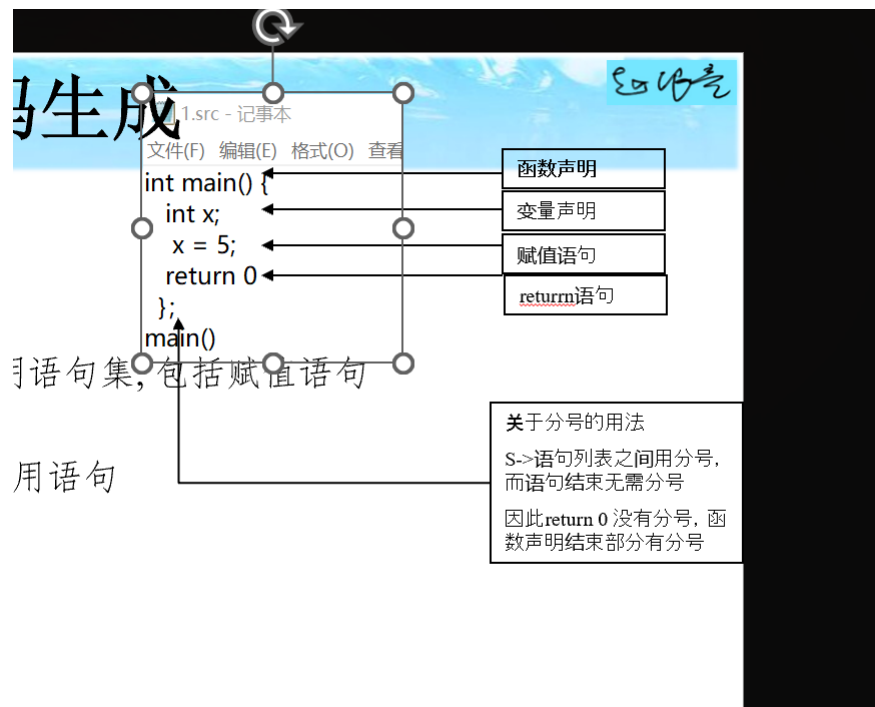 码生成
1.src - 记事本
文件(F) 编辑(E) 格式(O) 查看
int main() {
int x;
x = 5;
return 0
};
main()
函数声明
变量声明
赋值语句
returrn语句
用语句集, 包括赋值语句
用语句
关于分号的用法
S->语句列表之间用分号,
而语句结束无需分号
因此return 0 没有分号, 函
数声明结束部分有分号